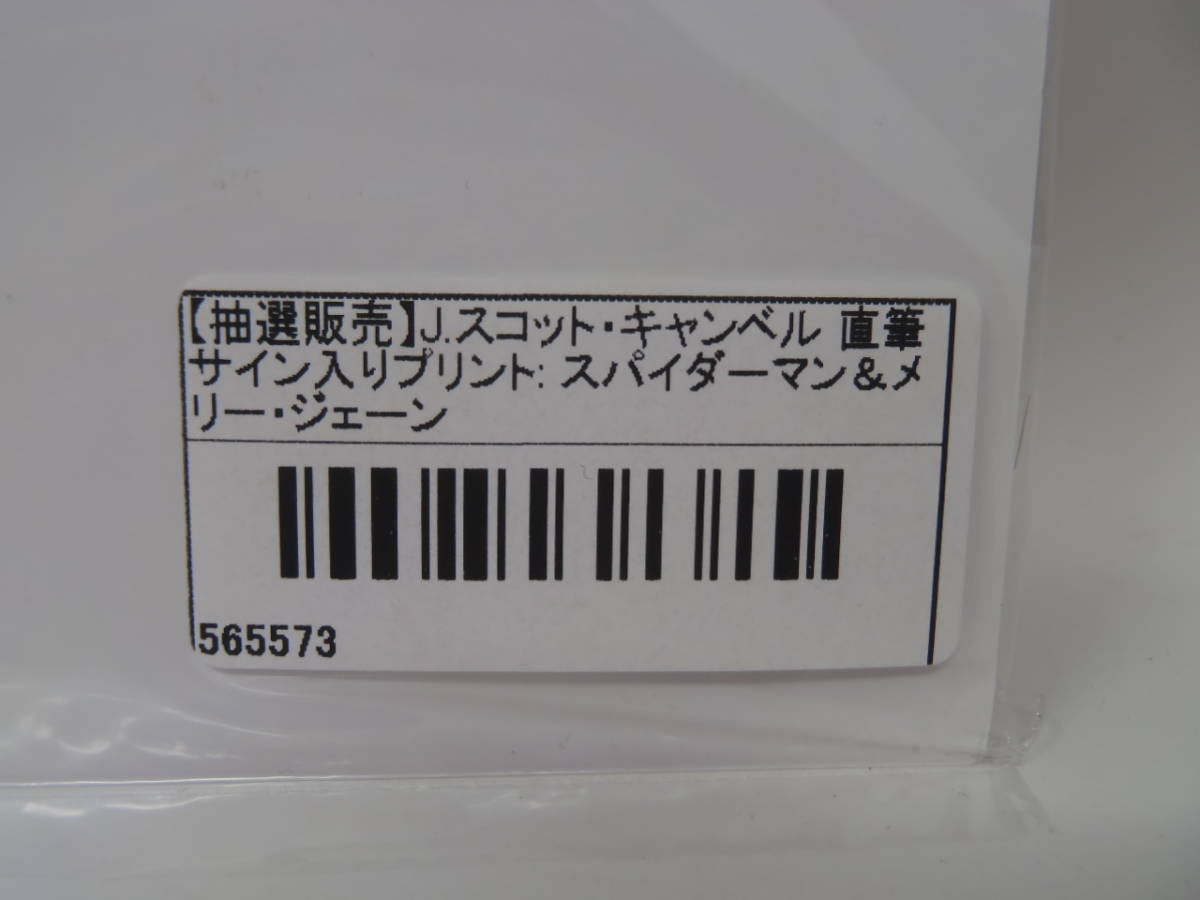 【抽選販売】J.スコット・キャンベル 直筆
サイン入りプリント: スパイダーマン＆メ
リー・ジェーン
565573